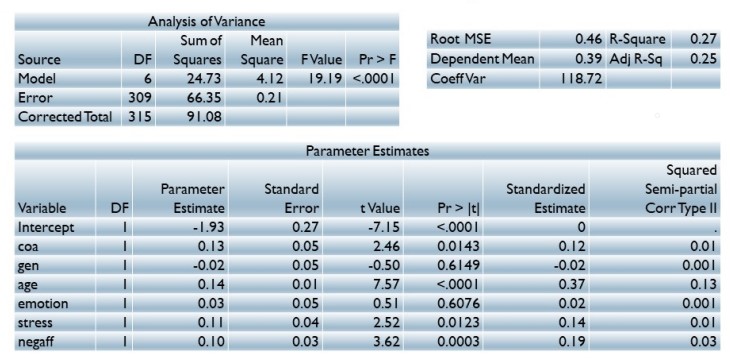 Analysis of Variance
Sum of Mean
Source DF Squares Square F Value Pr > F
Model 6 24.73 4.12 19.19 <.0001
Error 309 66.35 0.21
Corrected Total 315 91.08
Root MSE 0.46 R-Square 0.27
Dependent Mean 0.39 Adj R-Sq 0.25
Coeff Var 118.72
Parameter Estimates
Squared
Parameter Standard Standardized Semi-partial
Variable DF Estimate Error t Value Pr > |t| Estimate Corr Type II
Intercept 1 -1.93 0.27 -7.15 <.0001 0 .
coa 1 0.13 0.05 2.46 0.0143 0.12 0.01
gen 1 -0.02 0.05 -0.50 0.6149 -0.02 0.001
age 1 0.14 0.01 7.57 <.0001 0.37 0.13
emotion 1 0.03 0.05 0.51 0.6076 0.02 0.001
stress 1 0.11 0.04 2.52 0.0123 0.14 0.01
negaff 1 0.10 0.03 3.62 0.0003 0.19 0.03